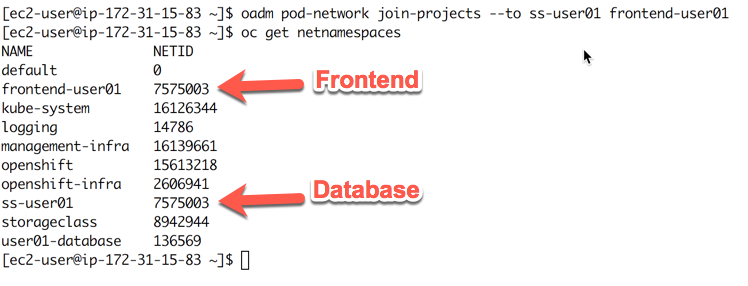 [ec2-user@ip-172-31-15-83 ~]$ oadm pod-network join-projects --to ss-user01 frontend-user01
[ec2-user@ip-172-31-15-83 ~]$ oc get netnamespaces
NAME NETID
default 0
frontend-user01 7575003 Frontend
kube-system 16126344
logging 14786
management-infra 16139661
openshift 15613218
openshift-infra 2606941
ss-user01 7575003 Database
storageclass 8942944
user01-database 136569
[ec2-user@ip-172-31-15-83 ~]$